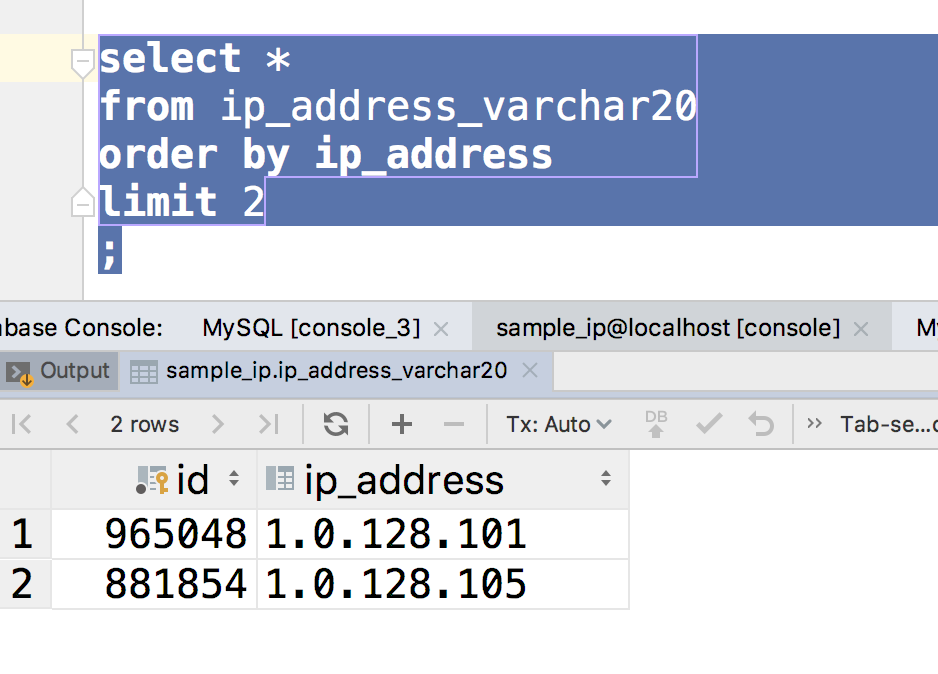 select *
from ip_address_varchar20
order by ip_address
limit 2
;
base Console: MySQL [console_3] sample_ip@localhost [console]
Output sample_ip.ip_address_varchar20
2 rows Tx: Auto DB Tab-se...
id ip_address
1 965048 1.0.128.101
2 881854 1.0.128.105